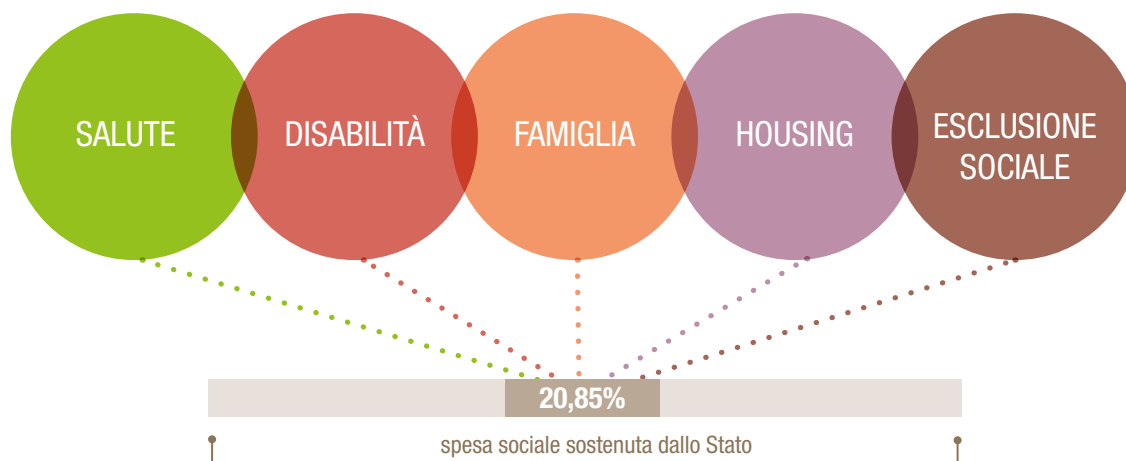 SALUTE
DISABILITÀ
FAMIGLIA
HOUSING
ESCLUSIONE
SOCIALE
20,85%
spesa sociale sostenuta dallo Stato